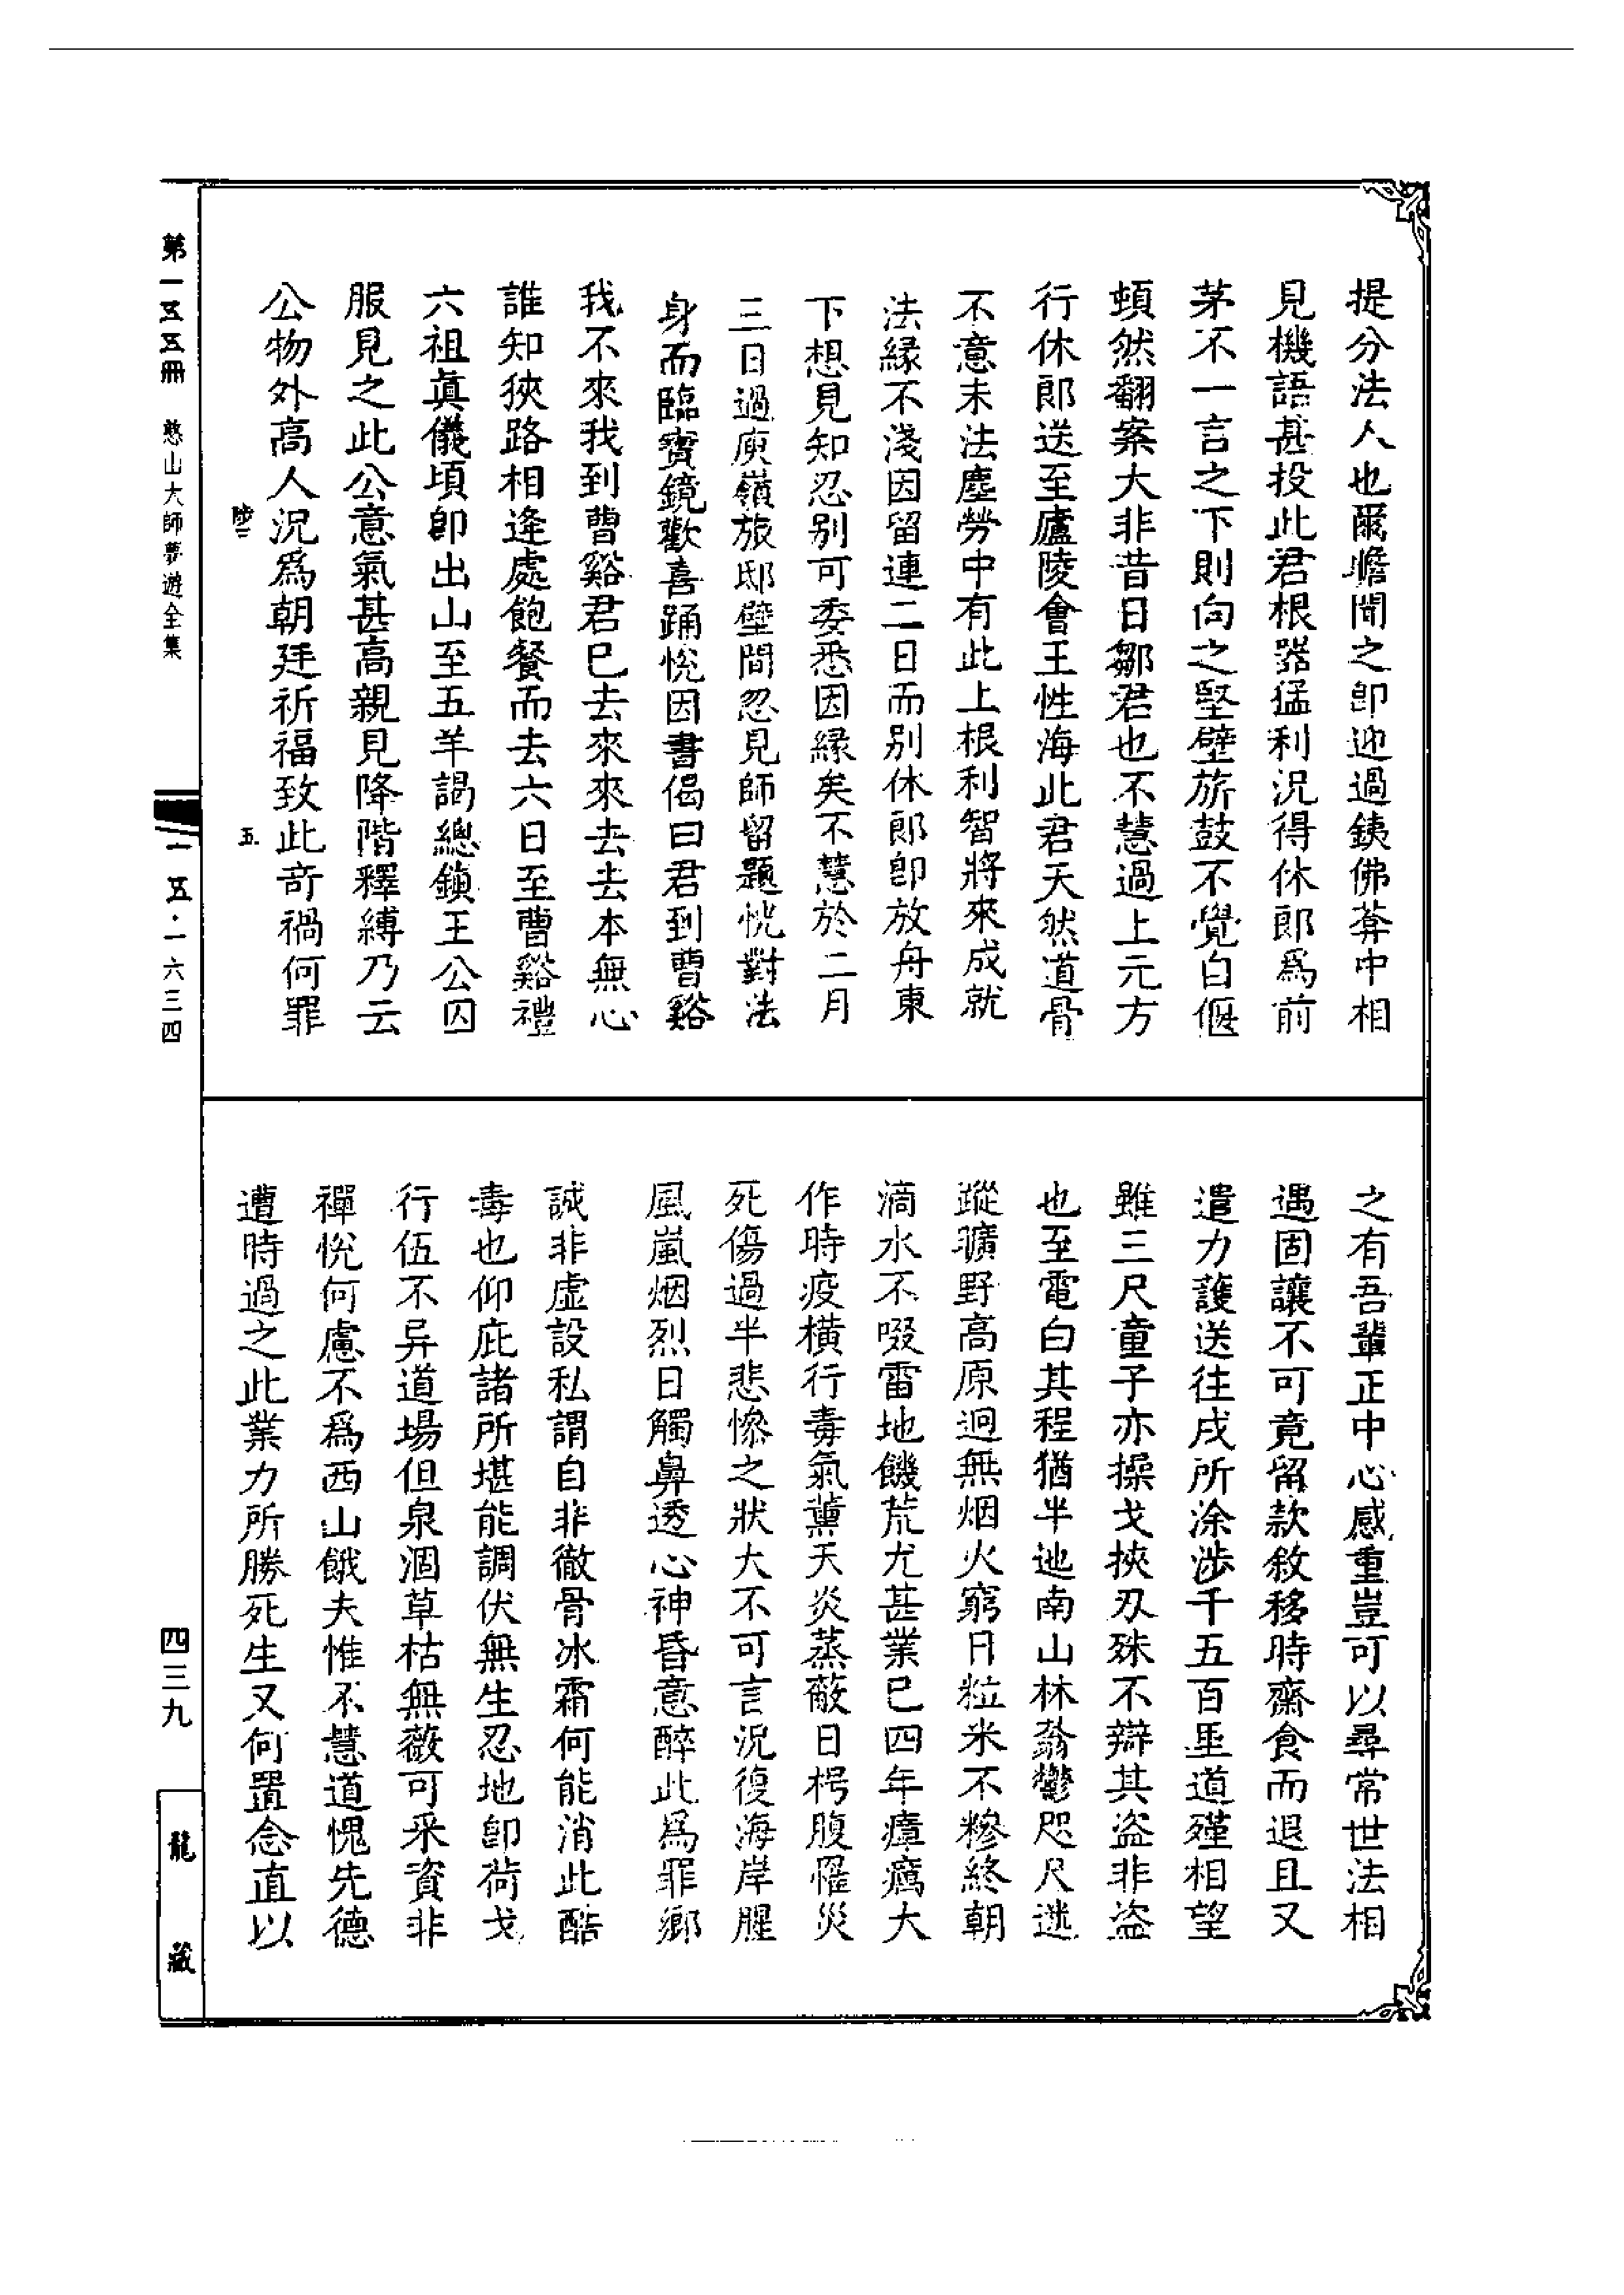 提分法人也爾瞻聞之卽迎過銕佛菴中相
見機語甚投此君根器猛利況得休郎爲前
茅不一言之下則向之堅壁旂鼓不覺自偃
頓然翻案大非昔日鄒君也不慧過上元方
行休郎送至廬陵會王性海此君天然道骨
不意末法塵勞中有此上根利智將來成就
法緣不淺因留連二日而別休郎卽放舟東
下想見知忍別可委悉因緣矣不慧於二月
三日過庾嶺旅邸壁間忽見師留題恍對法
身而臨寶鏡歡喜踊悅因書偈曰君到曹谿
我不來我到曹谿君已去來來去去本無心
誰知狹路相逢處飽餐而去六日至曹谿禮
六祖眞儀頃卽出山至五羊謁總鎭王公囚
服見之此公意氣甚高親見降階釋縛乃云
公物外高人況爲朝廷祈福致此奇禍何罪
之有吾輩正中心感重豈可以尋常世法相
遇固讓不可竟留款敘移時齋食而退且又
遣力護送往戍所涂涉千五百里道殣相望
雖三尺童子亦操戈挾刃殊不辯其盜非盜
也至電白其程猶半迆南山林蓊鬱咫尺迷
蹤曠野高原迥無烟火窮日粒米不糝終朝
滴水不啜雷地饑荒尤甚業已四年瘴癘大
作時疫橫行毒氣薰天炎蒸蔽日枵腹罹災
死傷過半悲慘之狀大不可言況復海岸腥
風嵐烟烈日觸鼻透心神昏意醉此爲罪鄉
誠非虛設私謂自非徹骨冰霜何能消此酷
毒也仰庇諸所堪能調伏無生忍地卽荷戈
行伍不异道場但泉涸草枯無薇可采資非
禪悅何慮不爲西山餓夫惟不慧道愧先德
遭時過之此業力所勝死生又何置念直以
五
第一五五冊　憨山大師夢遊全集
一五·一六三四
四三九
龍藏